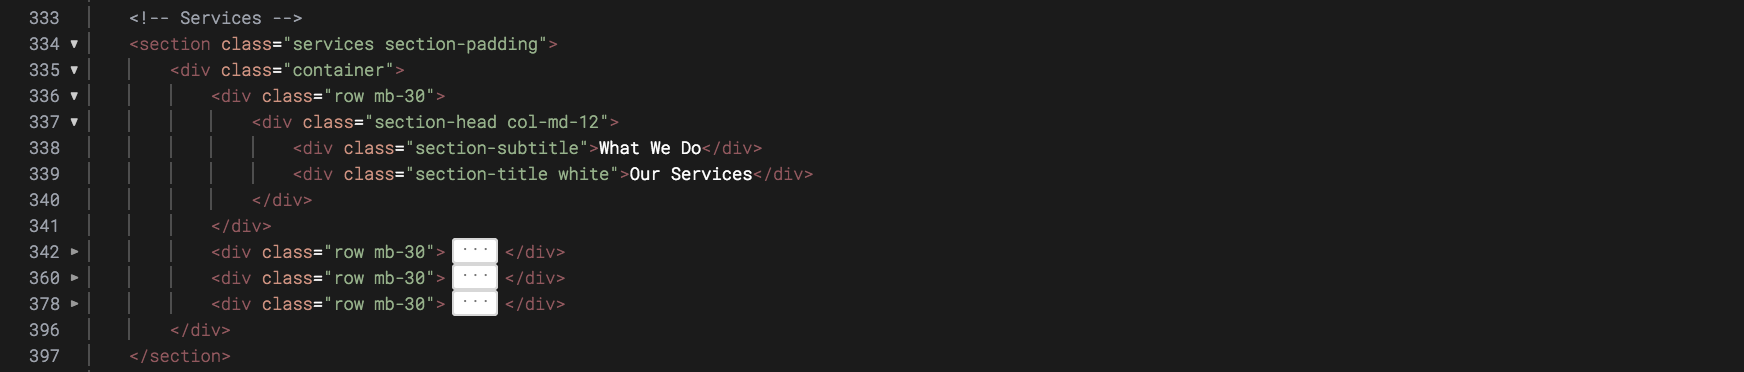 333 <!-- Services -->
334 <section class="services section-padding">
335 <div class="container">
336 <div class="row mb-30">
337 <div class="section-head col-md-12">
338 <div class="section-subtitle">What We Do</div>
339 <div class="section-title white">Our Services</div>
340 </div>
341 </div>
342 <div class="row mb-30"> ... </div>
360 <div class="row mb-30"> ... </div>
378 <div class="row mb-30"> ... </div>
396 </div>
397 </section>